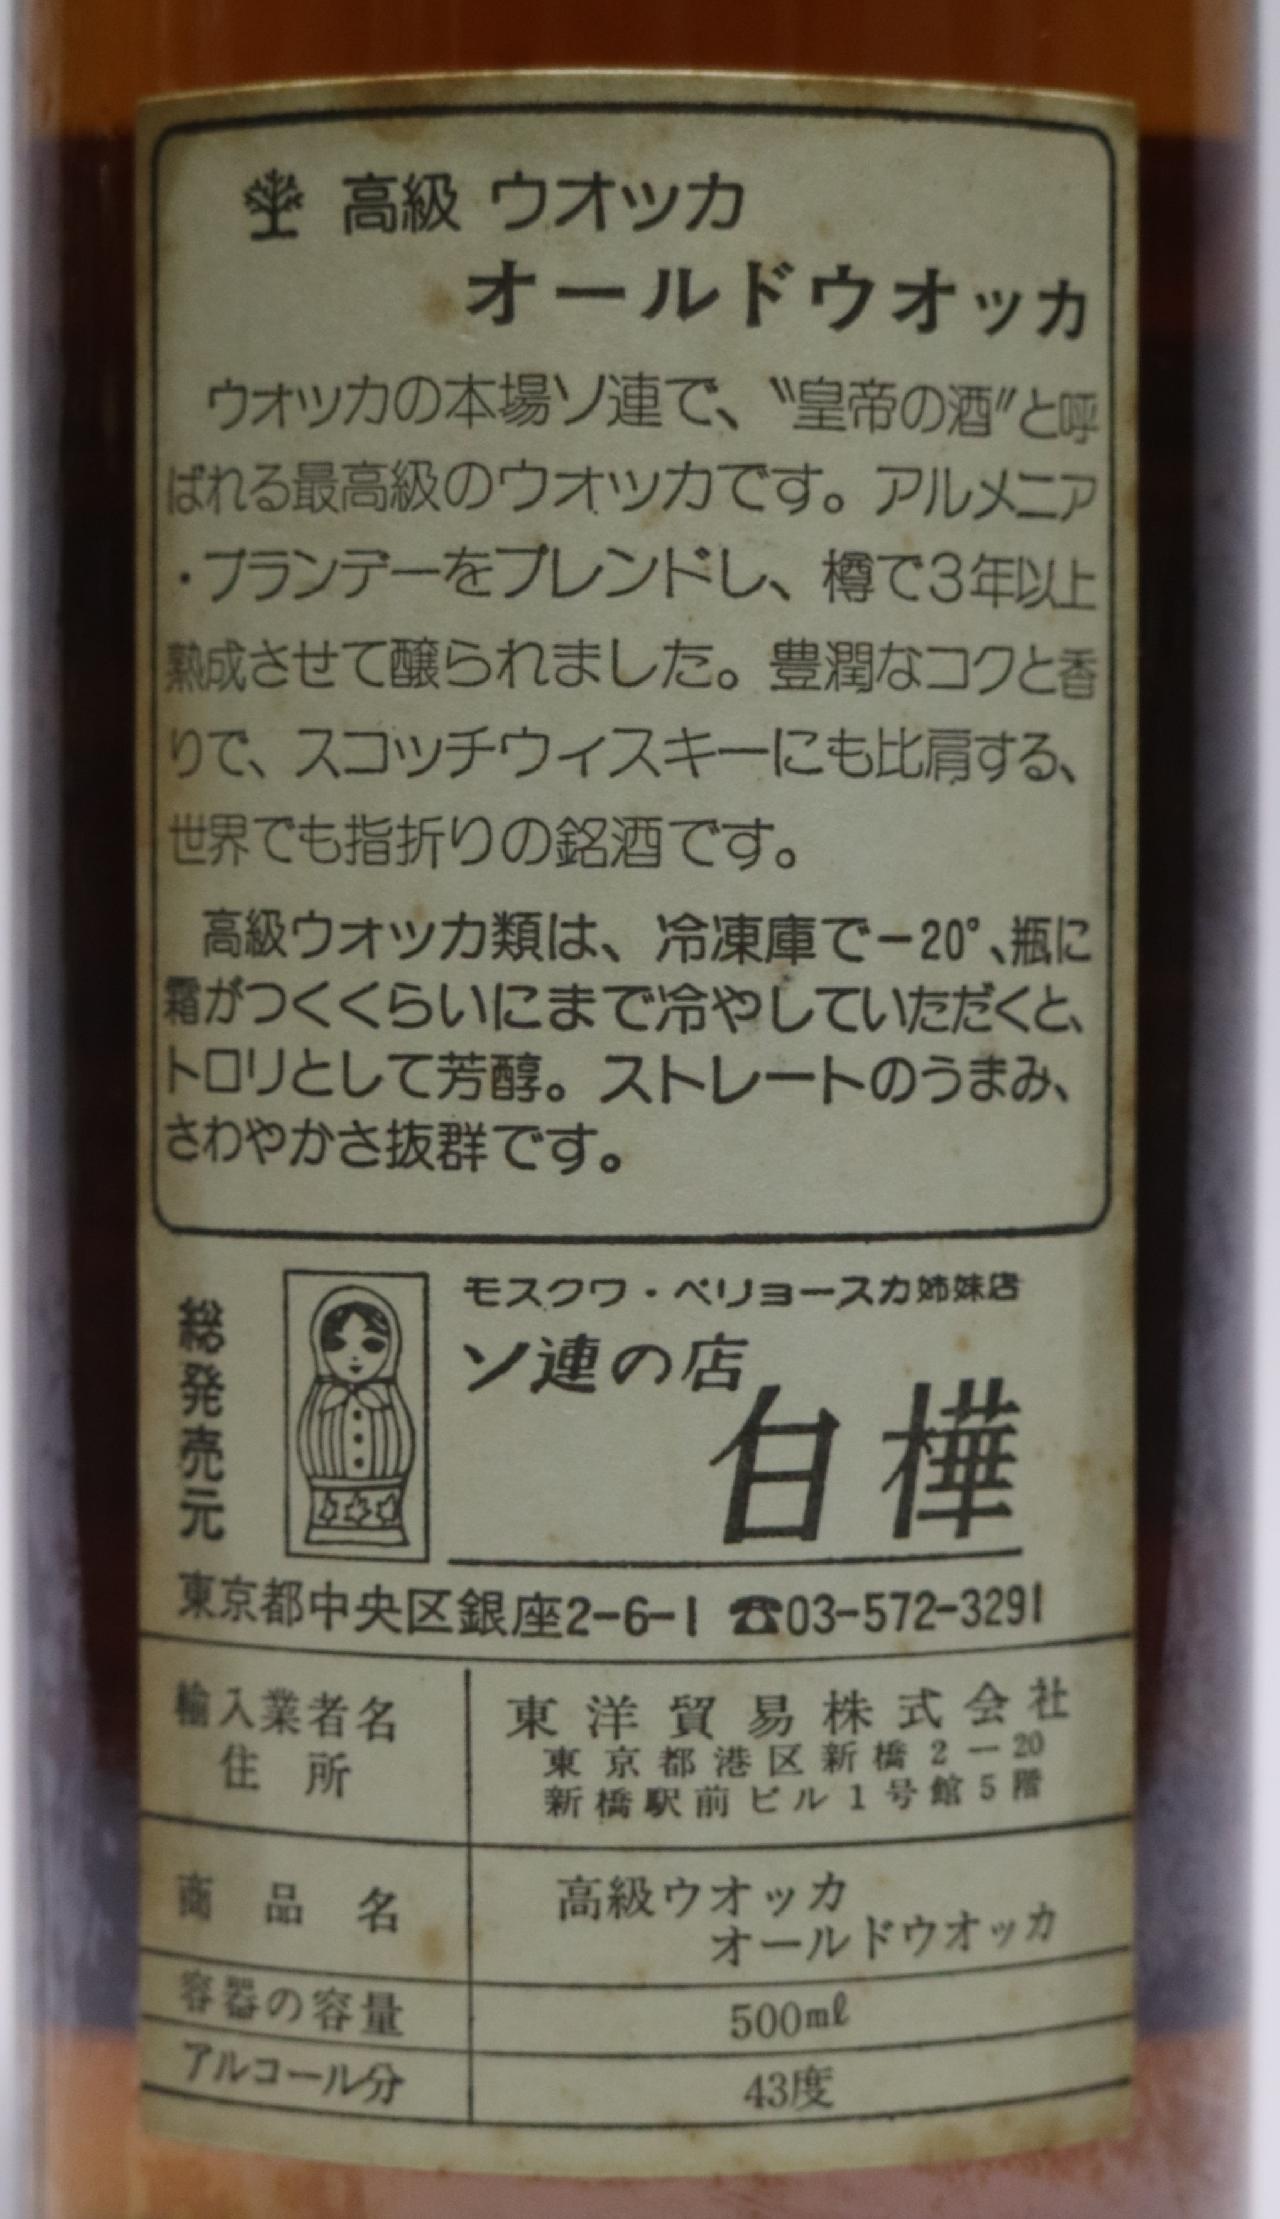 高級 ウオッカ
オールドウオッカ
ウオッカの本場ソ連で、〝皇帝の酒〟と呼
ばれる最高級のウオッカです。アルメニア
・ブランデーをブレンドし、樽で3年以上
熟成させて醸られました。豊潤なコクと香
りで、スコッチウィスキーにも比肩する、
世界でも指折りの銘酒です。
高級ウオッカ類は、冷凍庫で-20°、瓶に
霜がつくくらいにまで冷やしていただくと、
トロリとして芳醇。ストレートのうまみ、
さわやかさ抜群です。
総発売元
モスクワ・ベリョースカ姉妹店
ソ連の店
白樺
東京都中央区銀座2-6-1 ☎03-572-3291
輸入業者名
住所
東洋貿易株式会社
東京都港区新橋2-20
新橋駅前ビル1号館5階
商品名
高級ウオッカ
オールドウオッカ
容器の容量
500mℓ
アルコール分
43度